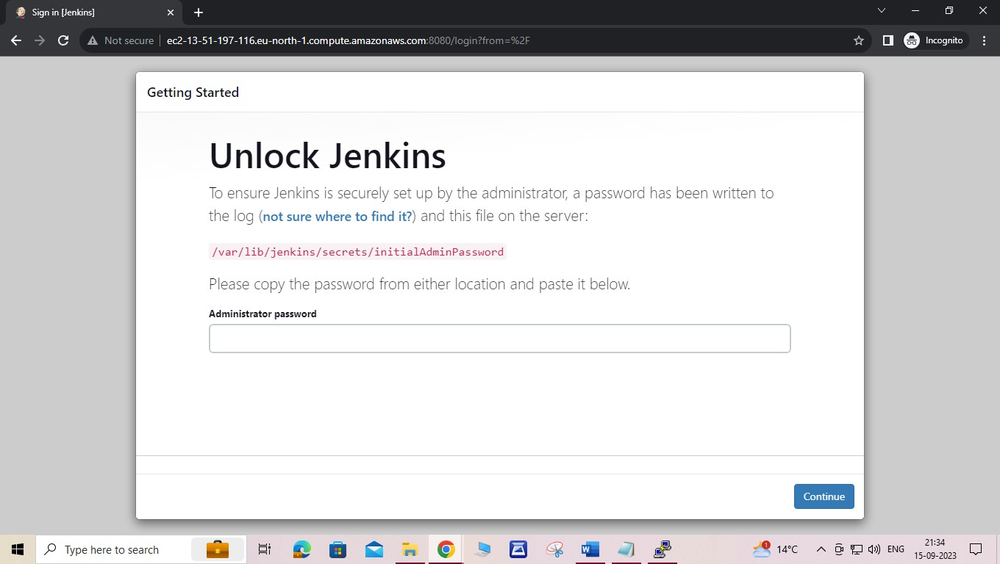 Sign in [Jenkins]
Not secure
ec2-13-51-197-116.eu-north-1.compute.amazonaws.com:8080/login?from=%2F
Incognito
Getting Started
Unlock Jenkins
To ensure Jenkins is securely set up by the administrator, a password has been written to
the log (not sure where to find it?) and this file on the server:
/var/lib/jenkins/secrets/initialAdminPassword
Please copy the password from either location and paste it below.
Administrator password
Continue
Type here to search
W
1
14°C
ENG
21:34
15-09-2023